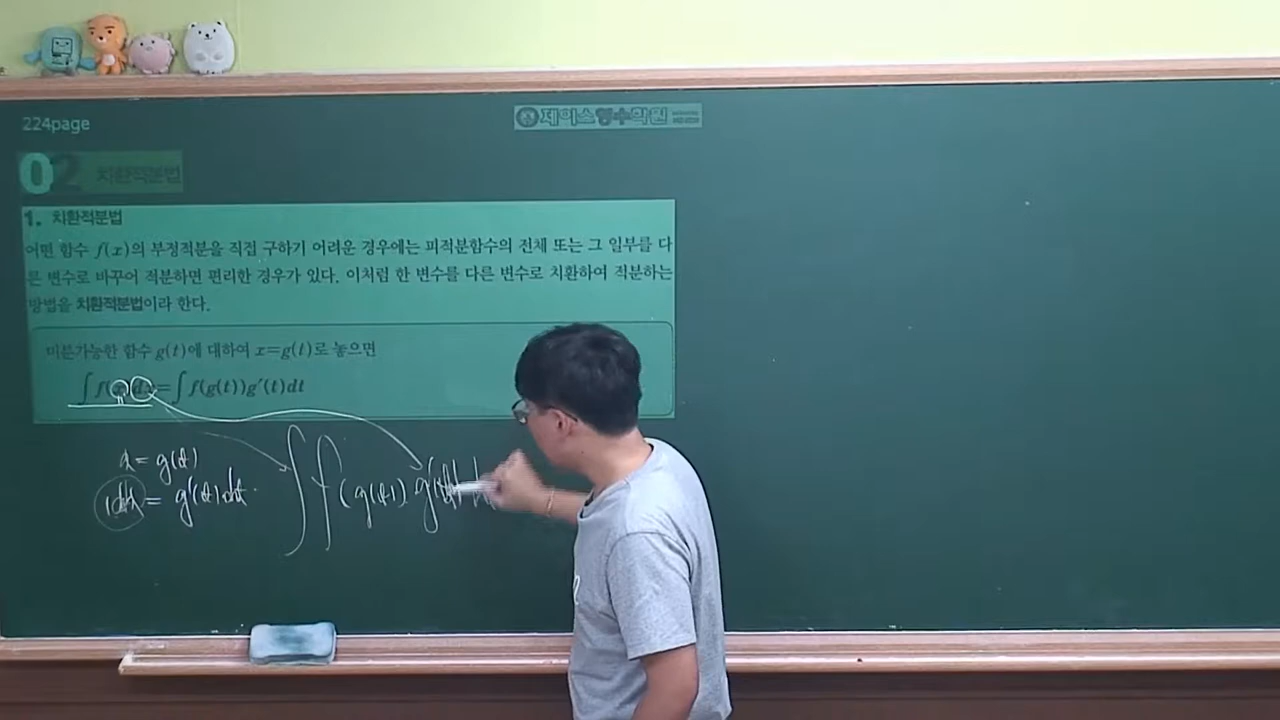 224page
제이스영수학원
02 치환적분법
1. 치환적분법
어떤 함수 f(x)의 부정적분을 직접 구하기 어려운 경우에는 피적분함수의 전체 또는 그 일부를 다
른 변수로 바꾸어 적분하면 편리한 경우가 있다. 이처럼 한 변수를 다른 변수로 치환하여 적분하는
방법을 치환적분법이라 한다.
미분가능한 함수 g(t)에 대하여 x=g(t)로 놓으면
∫f(x)dx=∫f(g(t))g′(t)dt
x = g(t)
1dx = g′(t)dt
∫f(g(t)) g′(t)dt